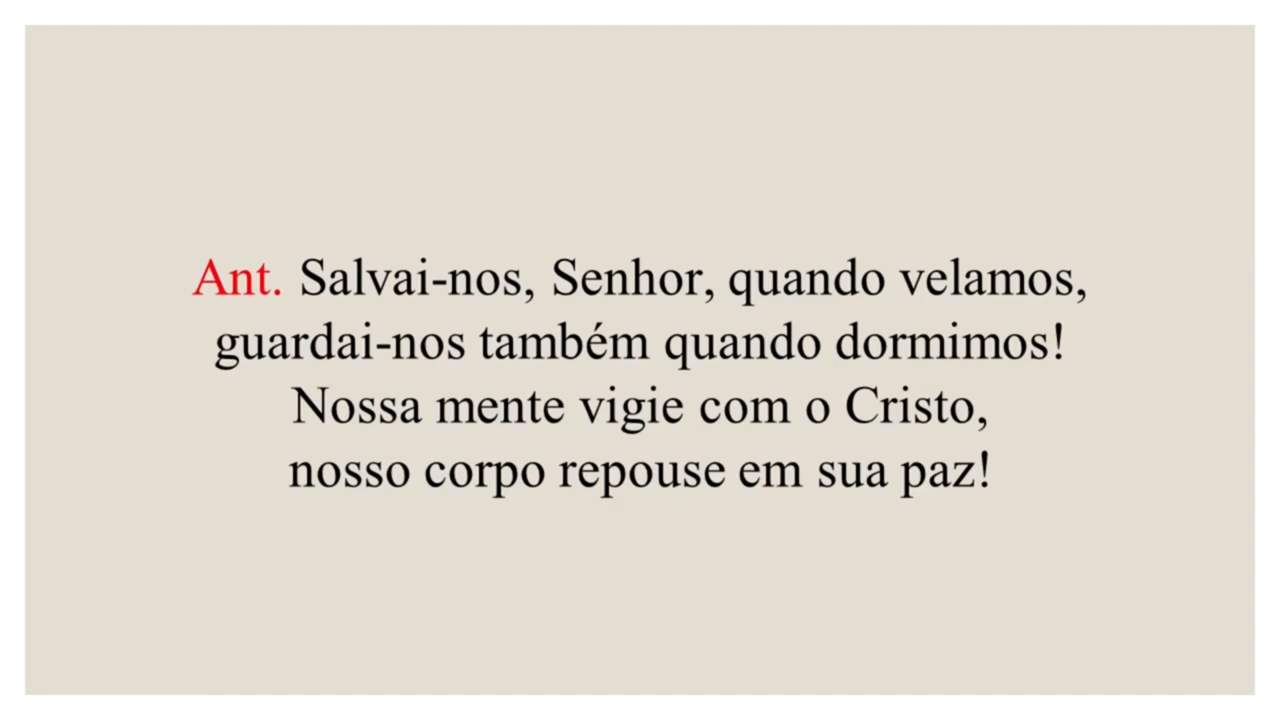 Ant. Salvai-nos, Senhor, quando velamos,
guardai-nos também quando dormimos!
Nossa mente vigie com o Cristo,
nosso corpo repouse em sua paz!